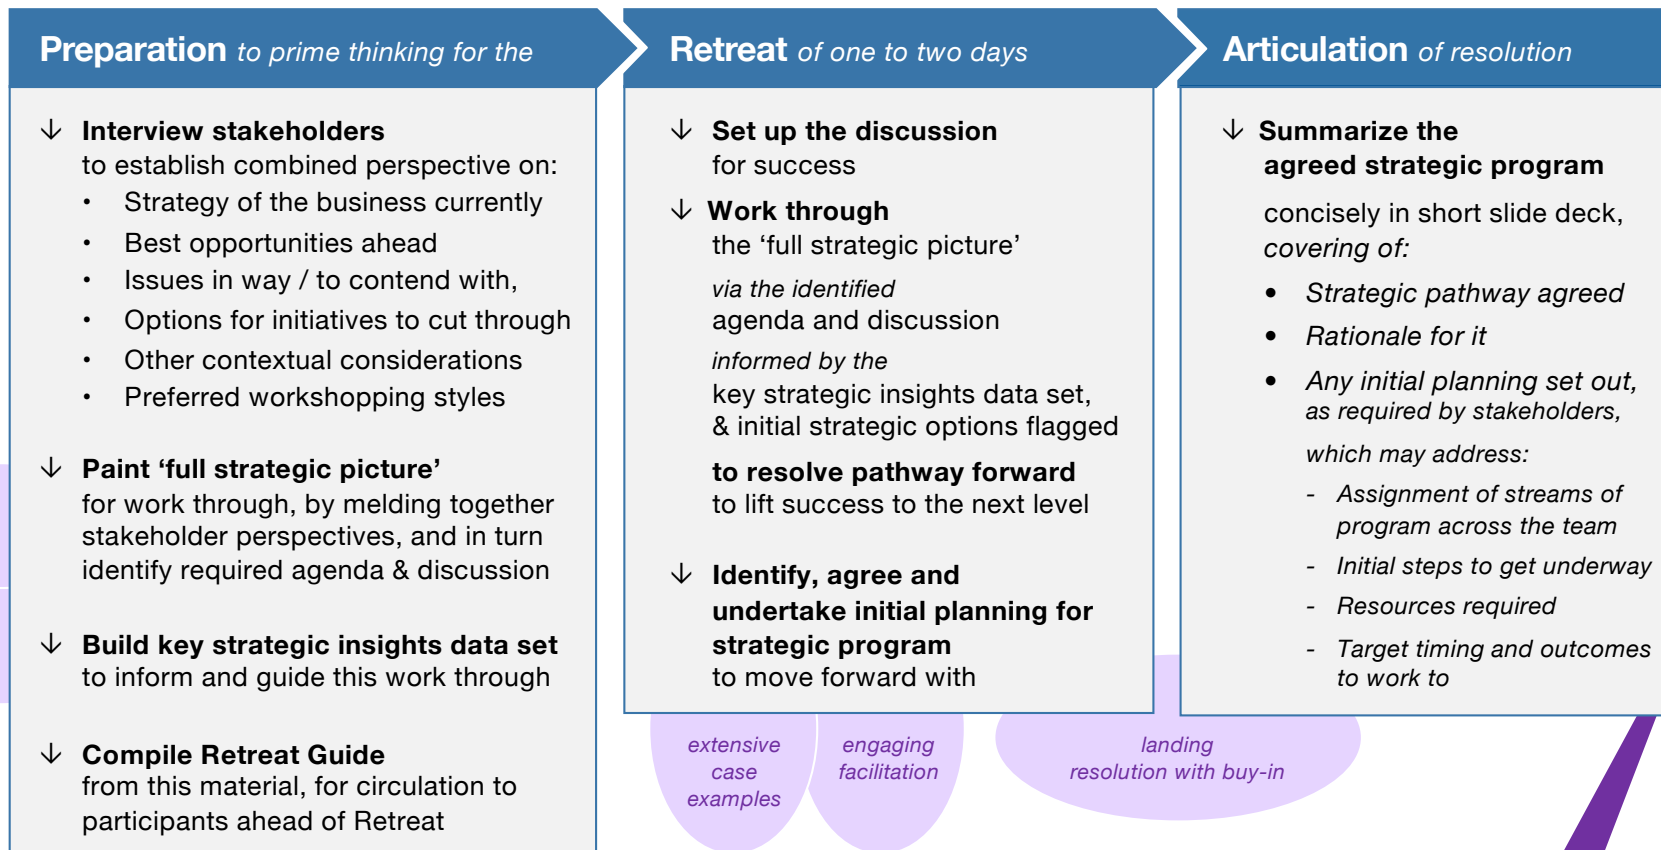 Preparation to prime thinking for the
↓ Interview stakeholders
to establish combined perspective on:
• Strategy of the business currently
• Best opportunities ahead
• Issues in way / to contend with,
• Options for initiatives to cut through
• Other contextual considerations
• Preferred workshopping styles
↓ Paint ‘full strategic picture’
for work through, by melding together
stakeholder perspectives, and in turn
identify required agenda & discussion
↓ Build key strategic insights data set
to inform and guide this work through
↓ Compile Retreat Guide
from this material, for circulation to
participants ahead of Retreat
Retreat of one to two days
↓ Set up the discussion
for success
↓ Work through
the ‘full strategic picture’
via the identified
agenda and discussion
informed by the
key strategic insights data set,
& initial strategic options flagged
to resolve pathway forward
to lift success to the next level
↓ Identify, agree and
undertake initial planning for
strategic program
to move forward with
extensive
case
examples
engaging
facilitation
landing
resolution with buy-in
Articulation of resolution
↓ Summarize the
agreed strategic program
concisely in short slide deck,
covering of:
• Strategic pathway agreed
• Rationale for it
• Any initial planning set out,
as required by stakeholders,
which may address:
- Assignment of streams of
program across the team
- Initial steps to get underway
- Resources required
- Target timing and outcomes
to work to